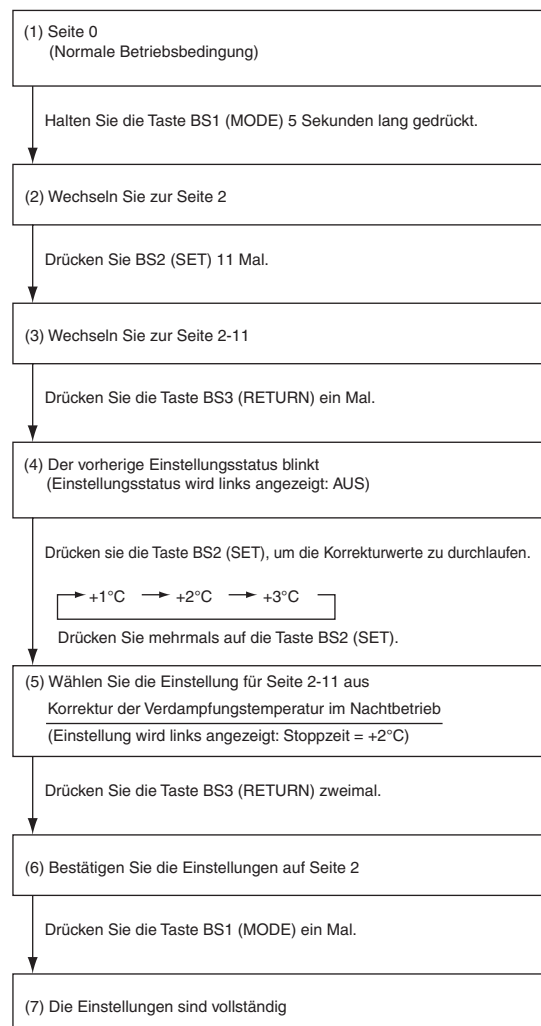 (1) Seite 0
(Normale Betriebsbedingung)
Halten Sie die Taste BS1 (MODE) 5 Sekunden lang gedrückt.
(2) Wechseln Sie zur Seite 2
Drücken Sie BS2 (SET) 11 Mal.
(3) Wechseln Sie zur Seite 2-11
Drücken Sie die Taste BS3 (RETURN) ein Mal.
(4) Der vorherige Einstellungsstatus blinkt
(Einstellungsstatus wird links angezeigt: AUS)
Drücken sie die Taste BS2 (SET), um die Korrekturwerte zu durchlaufen.
+1°C +2°C +3°C
Drücken Sie mehrmals auf die Taste BS2 (SET).
(5) Wählen Sie die Einstellung für Seite 2-11 aus
Korrektur der Verdampfungstemperatur im Nachtbetrieb
(Einstellung wird links angezeigt: Stoppzeit = +2°C)
Drücken Sie die Taste BS3 (RETURN) zweimal.
(6) Bestätigen Sie die Einstellungen auf Seite 2
Drücken Sie die Taste BS1 (MODE) ein Mal.
(7) Die Einstellungen sind vollständig